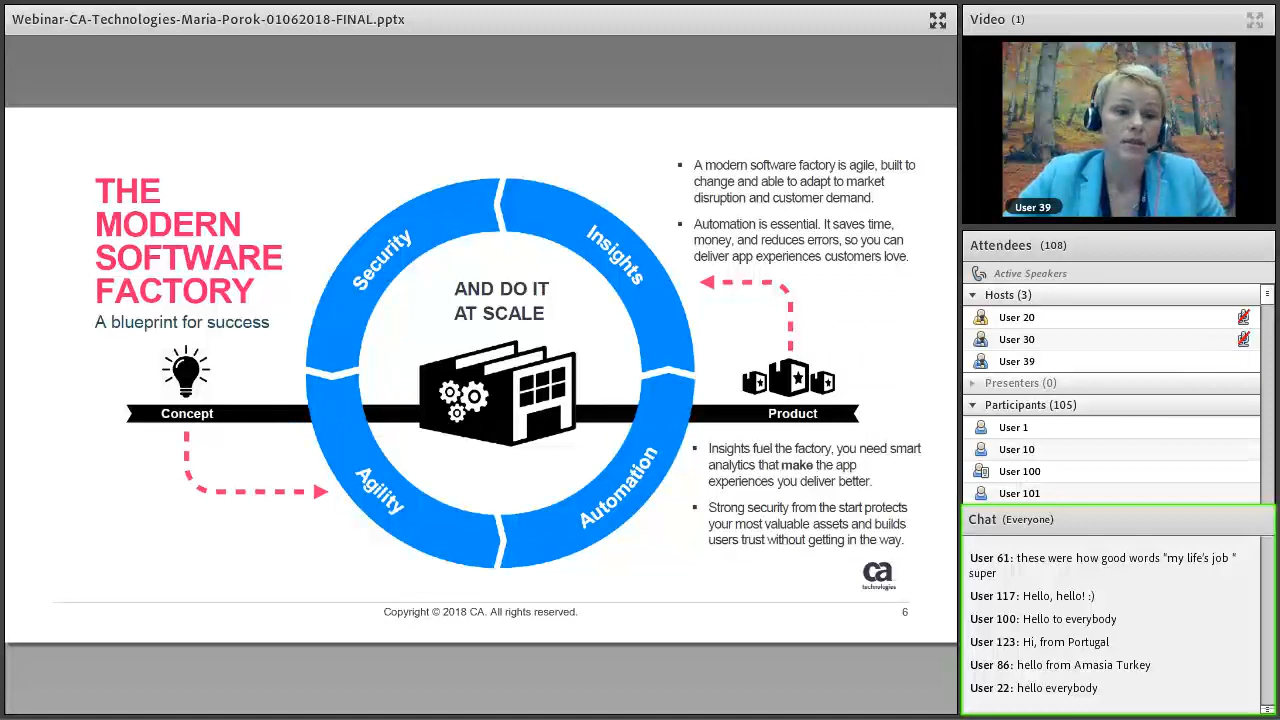 Webinar-CA-Technologies-Maria-Porok-01062018-FINAL.pptx
THE
MODERN
SOFTWARE
FACTORY
A blueprint for success
Concept
Security
Insights
Agility
Automation
AND DO IT
AT SCALE
Product
A modern software factory is agile, built to
change and able to adapt to market
disruption and customer demand.
Automation is essential. It saves time,
money, and reduces errors, so you can
deliver app experiences customers love.
Insights fuel the factory, you need smart
analytics that make the app
experiences you deliver better.
Strong security from the start protects
your most valuable assets and builds
users trust without getting in the way.
ca
technologies
Copyright © 2018 CA. All rights reserved.
6
Video (1)
User 39
Attendees (108)
Active Speakers
Hosts (3)
User 20
User 30
User 39
Presenters (0)
Participants (105)
User 1
User 10
User 100
User 101
Chat (Everyone)
User 61: these were how good words "my life's job "
super
User 117: Hello, hello! :)
User 100: Hello to everybody
User 123: Hi, from Portugal
User 86: hello from Amasia Turkey
User 22: hello everybody